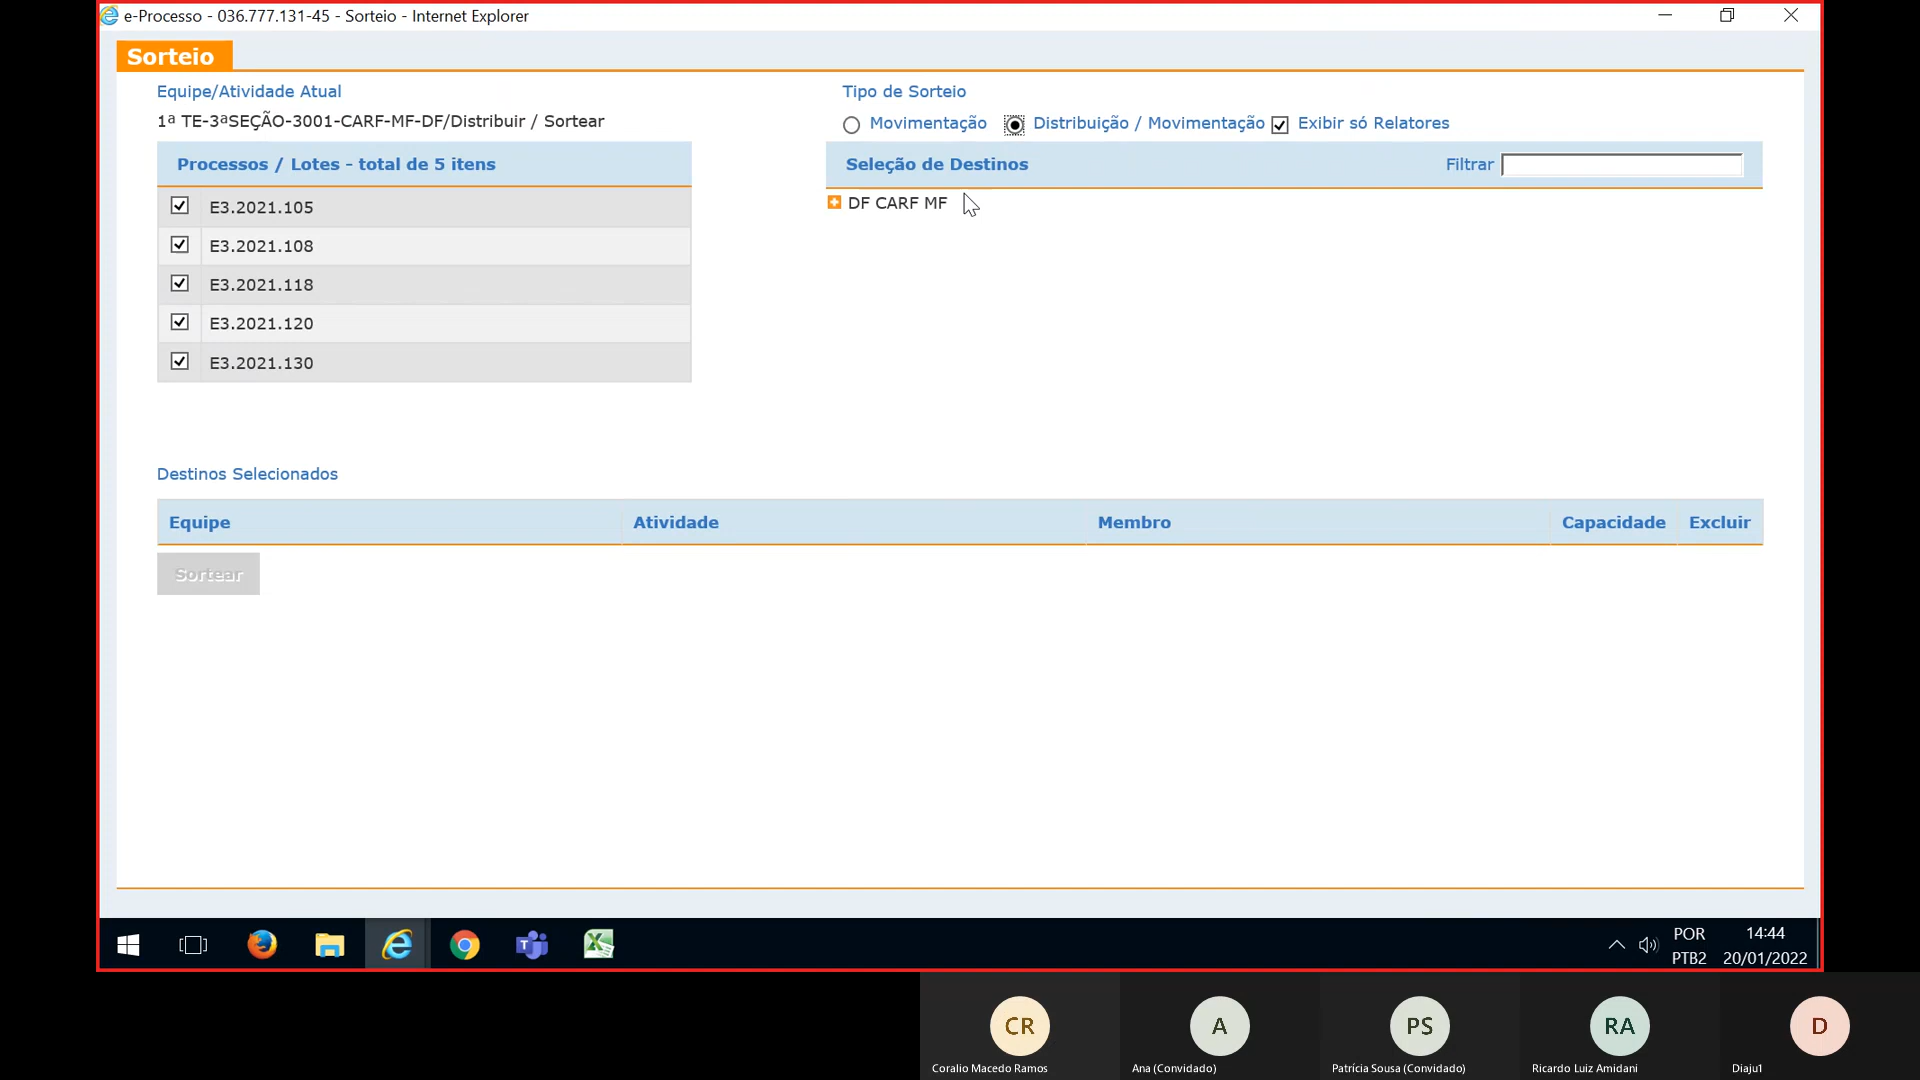 e-Processo - 036.777.131-45 - Sorteio - Internet Explorer
Sorteio
Equipe/Atividade Atual
1ª TE-3ªSEÇÃO-3001-CARF-MF-DF/Distribuir / Sortear
Tipo de Sorteio
Movimentação Distribuição / Movimentação Exibir só Relatores
Processos / Lotes - total de 5 itens
E3.2021.105
E3.2021.108
E3.2021.118
E3.2021.120
E3.2021.130
Seleção de Destinos Filtrar
DF CARF MF
Destinos Selecionados
Equipe Atividade Membro Capacidade Excluir
Sortear
POR
PTB2
14:44
20/01/2022
CR
Coralio Macedo Ramos
A
Ana (Convidado)
PS
Patrícia Sousa (Convidado)
RA
Ricardo Luiz Amidani
D
Diaju1